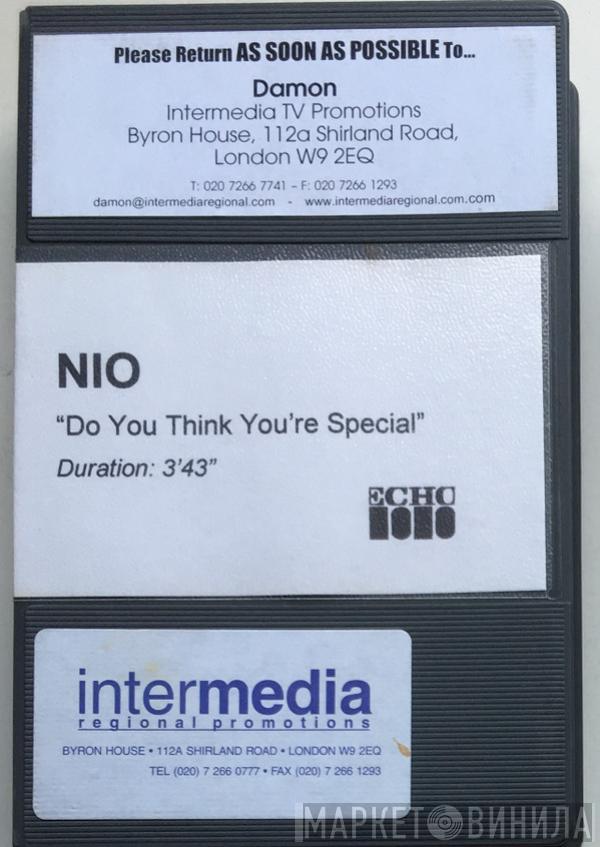 Please Return AS SOON AS POSSIBLE To...
Damon
Intermedia TV Promotions
Byron House, 112a Shirland Road,
London W9 2EQ
T: 020 7266 7741 – F: 020 7266 1293
damon@intermediaregional.com - www.intermediaregional.com.com
NIO
“Do You Think You’re Special”
Duration: 3’43”
ECHO
intermedia
regional promotions
BYRON HOUSE • 112A SHIRLAND ROAD • LONDON W9 2EQ
TEL (020) 7 266 0777 • FAX (020) 7 266 1293
МАРКЕТ ВИНИЛА